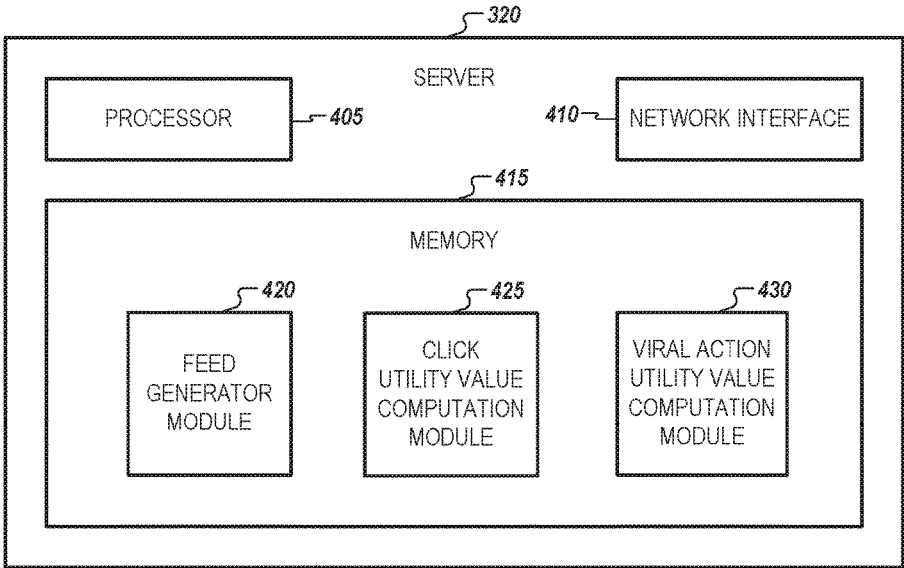 320
SERVER
PROCESSOR
405
410
NETWORK INTERFACE
415
MEMORY
420
FEED
GENERATOR
MODULE
425
CLICK
UTILITY VALUE
COMPUTATION
MODULE
430
VIRAL ACTION
UTILITY VALUE
COMPUTATION
MODULE